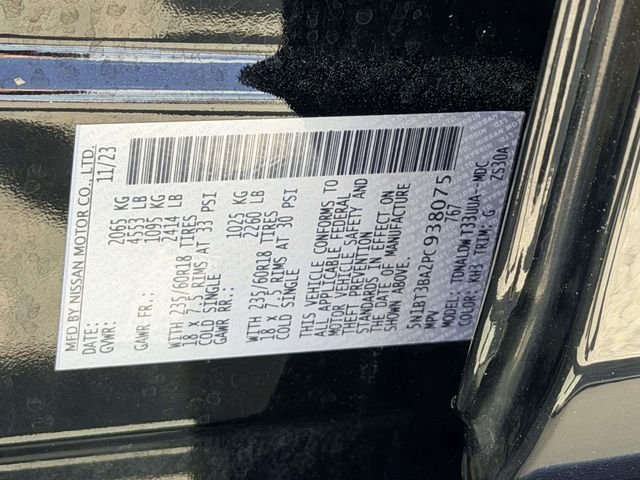 MFD BY NISSAN MOTOR CO., LTD.
DATE: 11/23
GVWR: 2065 KG
4553 LB
GAWR FR.: 1095 KG
2414 LB
WITH 235/60R18 TIRES
18 x 7.5 RIMS AT 33 PSI
COLD SINGLE
GAWR RR.: 1025 KG
2260 LB
WITH 235/60R18 TIRES
18 x 7.5 RIMS AT 30 PSI
COLD SINGLE
THIS VEHICLE CONFORMS TO
ALL APPLICABLE FEDERAL
MOTOR VEHICLE SAFETY AND
THEFT PREVENTION
STANDARDS IN EFFECT ON
THE DATE OF MANUFACTURE
SHOWN ABOVE.
5N1BT3BA2PC938075
MPV 767
MODEL: TDNALDWT33UUA--MDC
COLOR: KH3 TRIM: G ZS30A